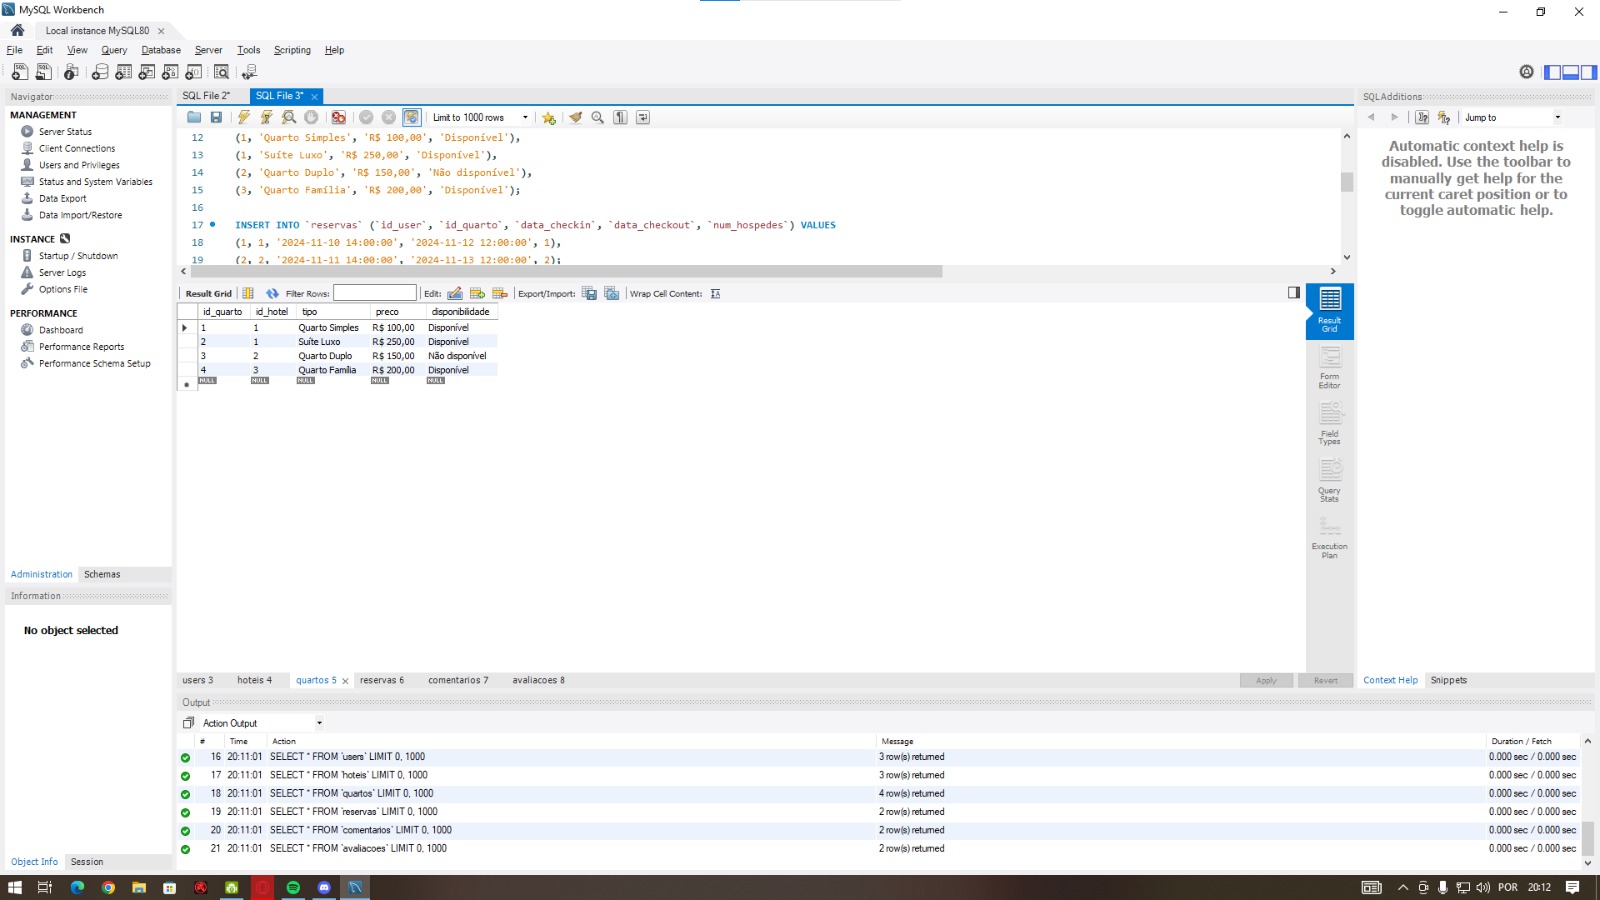 MySQL Workbench
Local instance MySQL80
File Edit View Query Database Server Tools Scripting Help
Navigator
MANAGEMENT
Server Status
Client Connections
Users and Privileges
Status and System Variables
Data Export
Data Import/Restore
INSTANCE
Startup / Shutdown
Server Logs
Options File
PERFORMANCE
Dashboard
Performance Reports
Performance Schema Setup
Administration Schemas
Information
No object selected
Object Info Session
SQL File 2* SQL File 3*
Limit to 1000 rows
12 (1, 'Quarto Simples', 'R$ 100,00', 'Disponível'),
13 (1, 'Suíte Luxo', 'R$ 250,00', 'Disponível'),
14 (2, 'Quarto Duplo', 'R$ 150,00', 'Não disponível'),
15 (3, 'Quarto Família', 'R$ 200,00', 'Disponível');
16
17 INSERT INTO `reservas` (`id_user`, `id_quarto`, `data_checkin`, `data_checkout`, `num_hospedes`) VALUES
18 (1, 1, '2024-11-10 14:00:00', '2024-11-12 12:00:00', 1),
19 (2, 2, '2024-11-11 14:00:00', '2024-11-13 12:00:00', 2);
Result Grid Filter Rows: Edit: Export/Import: Wrap Cell Content:
id_quarto id_hotel tipo preco disponibilidade
1 1 Quarto Simples R$ 100,00 Disponível
2 1 Suíte Luxo R$ 250,00 Disponível
3 2 Quarto Duplo R$ 150,00 Não disponível
4 3 Quarto Família R$ 200,00 Disponível
NULL NULL NULL NULL NULL
Result
Grid
Form
Editor
Field
Types
Query
Stats
Execution
Plan
users 3 hoteis 4 quartos 5 reservas 6 comentarios 7 avaliacoes 8
Apply Revert
SQLAdditions
Jump to
Automatic context help is
disabled. Use the toolbar to
manually get help for the
current caret position or to
toggle automatic help.
Context Help Snippets
Output
Action Output
# Time Action Message Duration / Fetch
16 20:11:01 SELECT * FROM `users` LIMIT 0, 1000 3 row(s) returned 0.000 sec / 0.000 sec
17 20:11:01 SELECT * FROM `hoteis` LIMIT 0, 1000 3 row(s) returned 0.000 sec / 0.000 sec
18 20:11:01 SELECT * FROM `quartos` LIMIT 0, 1000 4 row(s) returned 0.000 sec / 0.000 sec
19 20:11:01 SELECT * FROM `reservas` LIMIT 0, 1000 2 row(s) returned 0.000 sec / 0.000 sec
20 20:11:01 SELECT * FROM `comentarios` LIMIT 0, 1000 2 row(s) returned 0.000 sec / 0.000 sec
21 20:11:01 SELECT * FROM `avaliacoes` LIMIT 0, 1000 2 row(s) returned 0.000 sec / 0.000 sec
POR 20:12